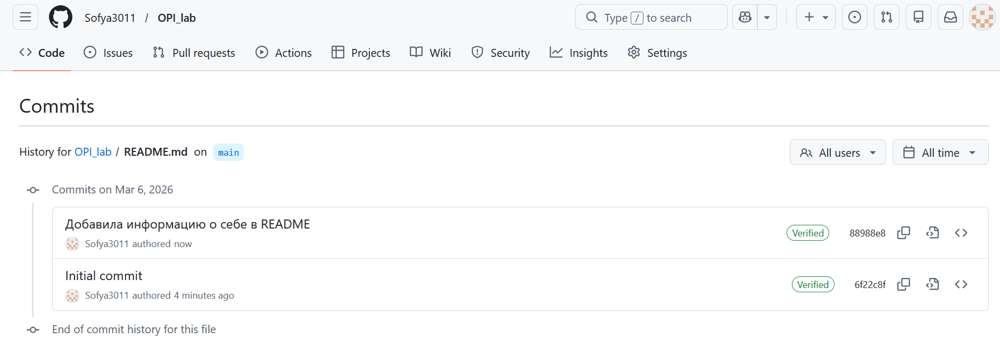 Sofya3011 / OPI_lab
Type / to search
Code
Issues
Pull requests
Actions
Projects
Wiki
Security
Insights
Settings
Commits
History for OPI_lab / README.md on main
All users
All time
Commits on Mar 6, 2026
Добавила информацию о себе в README
Sofya3011 authored now
Verified
88988e8
Initial commit
Sofya3011 authored 4 minutes ago
Verified
6f22c8f
End of commit history for this file